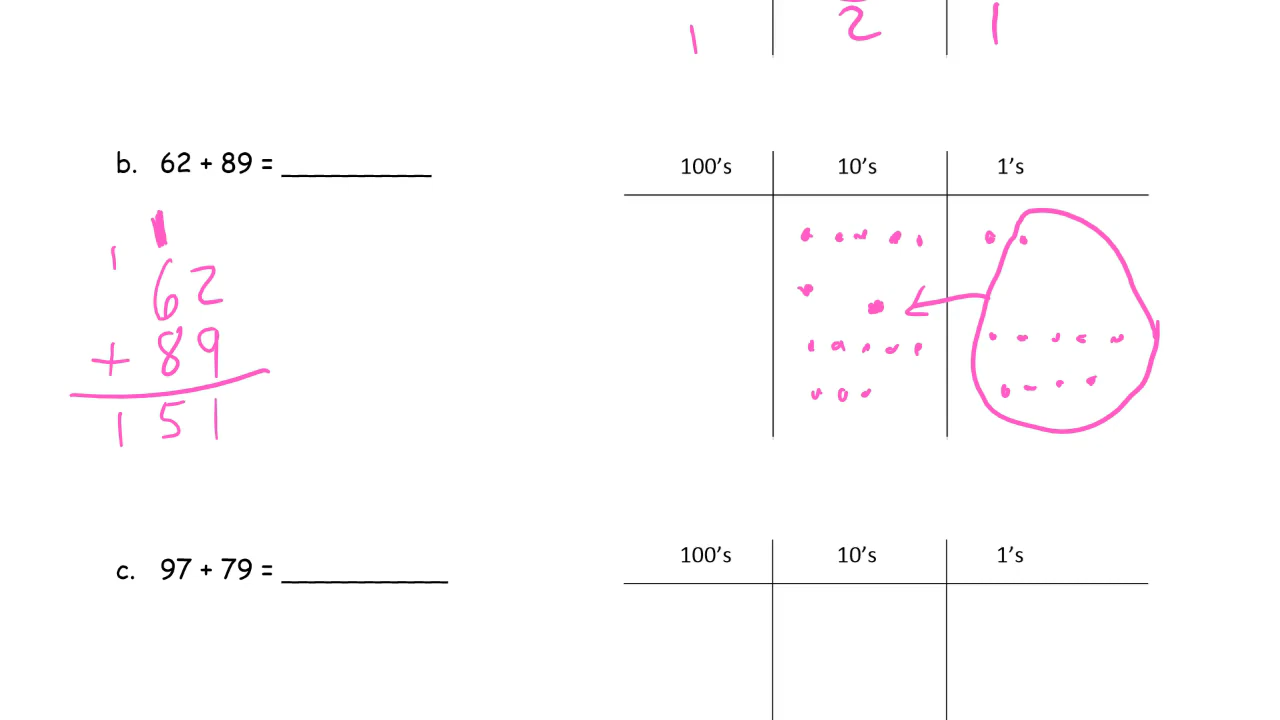 1 2 1
b. 62 + 89 = __________
100's 10's 1's
1 1
62
+ 89
151
c. 97 + 79 = ___________
100's 10's 1's